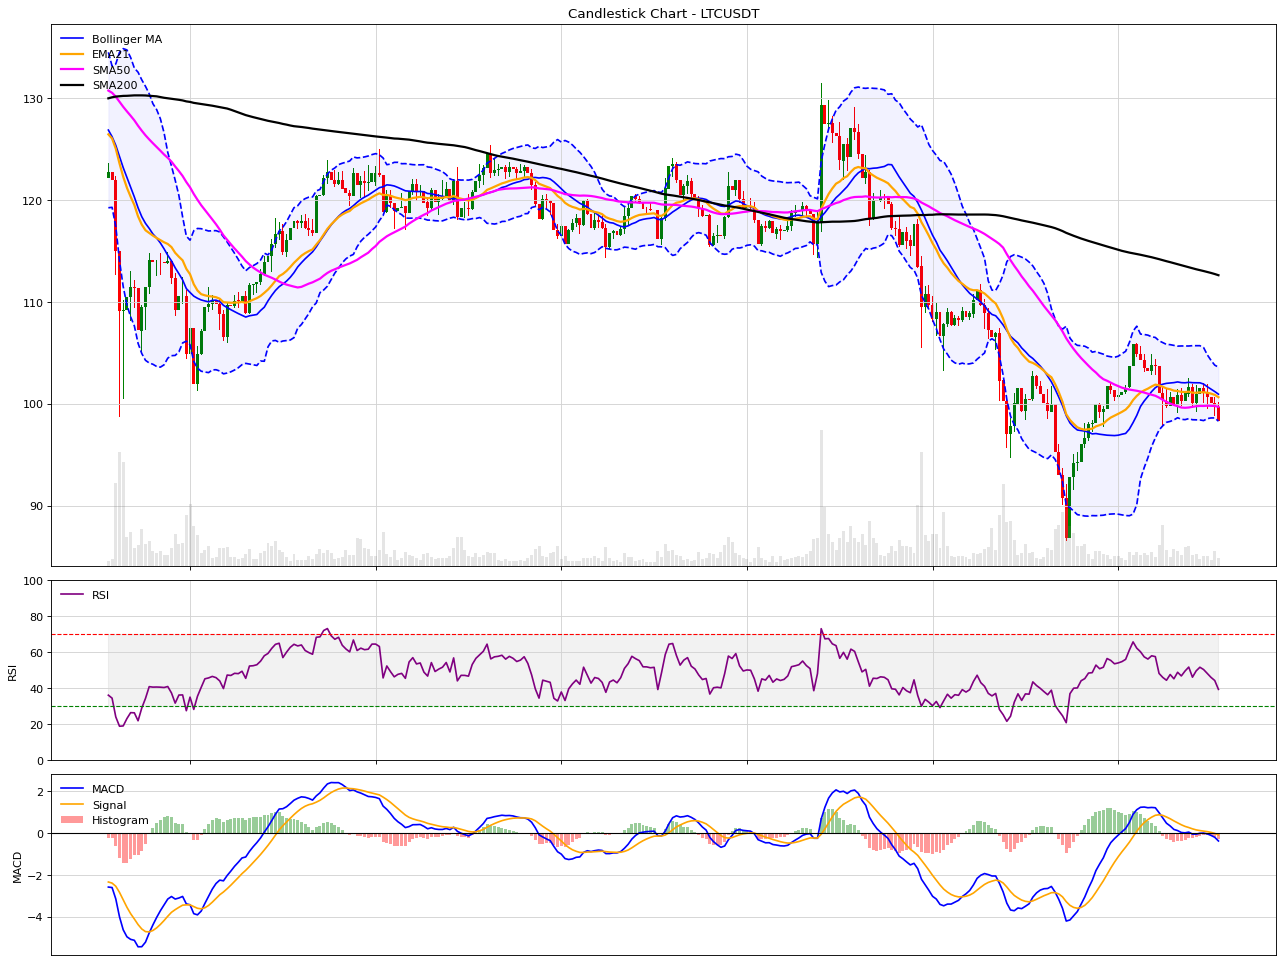 Candlestick Chart - LTCUSDT
Bollinger MA
EMA21
SMA50
SMA200
130
120
110
100
90
RSI
100
80
60
40
20
0
RSI
MACD
Signal
Histogram
2
0
−2
−4
MACD